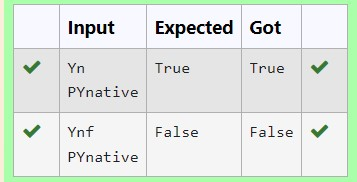 Input Expected Got
Yn True True
PYnative
Ynf False False
PYnative